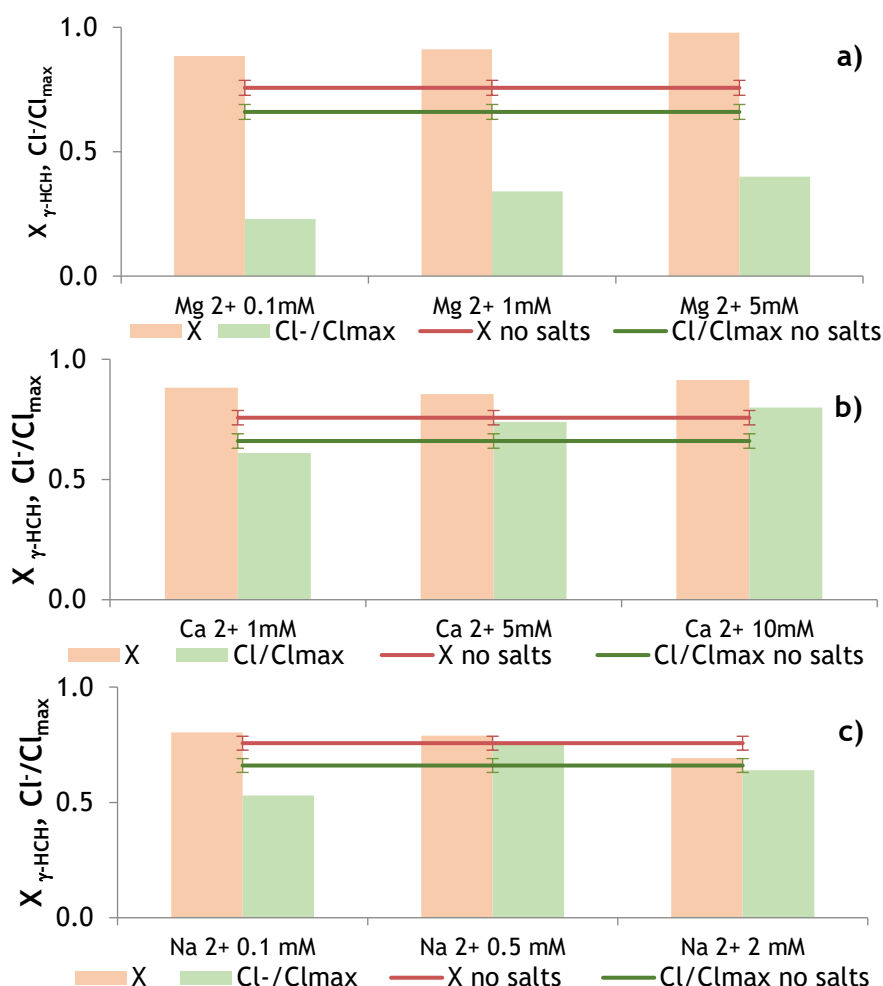 a)
X γ-HCH, Cl-/Clmax
1.0
0.5
0.0
Mg 2+ 0.1mM Mg 2+ 1mM Mg 2+ 5mM
X Cl-/Clmax X no salts Cl/Clmax no salts
b)
X γ-HCH, Cl-/Clmax
1.0
0.5
0.0
Ca 2+ 1mM Ca 2+ 5mM Ca 2+ 10mM
X Cl/Clmax X no salts Cl/Clmax no salts
c)
X γ-HCH, Cl-/Clmax
1.0
0.5
0.0
Na 2+ 0.1 mM Na 2+ 0.5 mM Na 2+ 2 mM
X Cl-/Clmax X no salts Cl/Clmax no salts